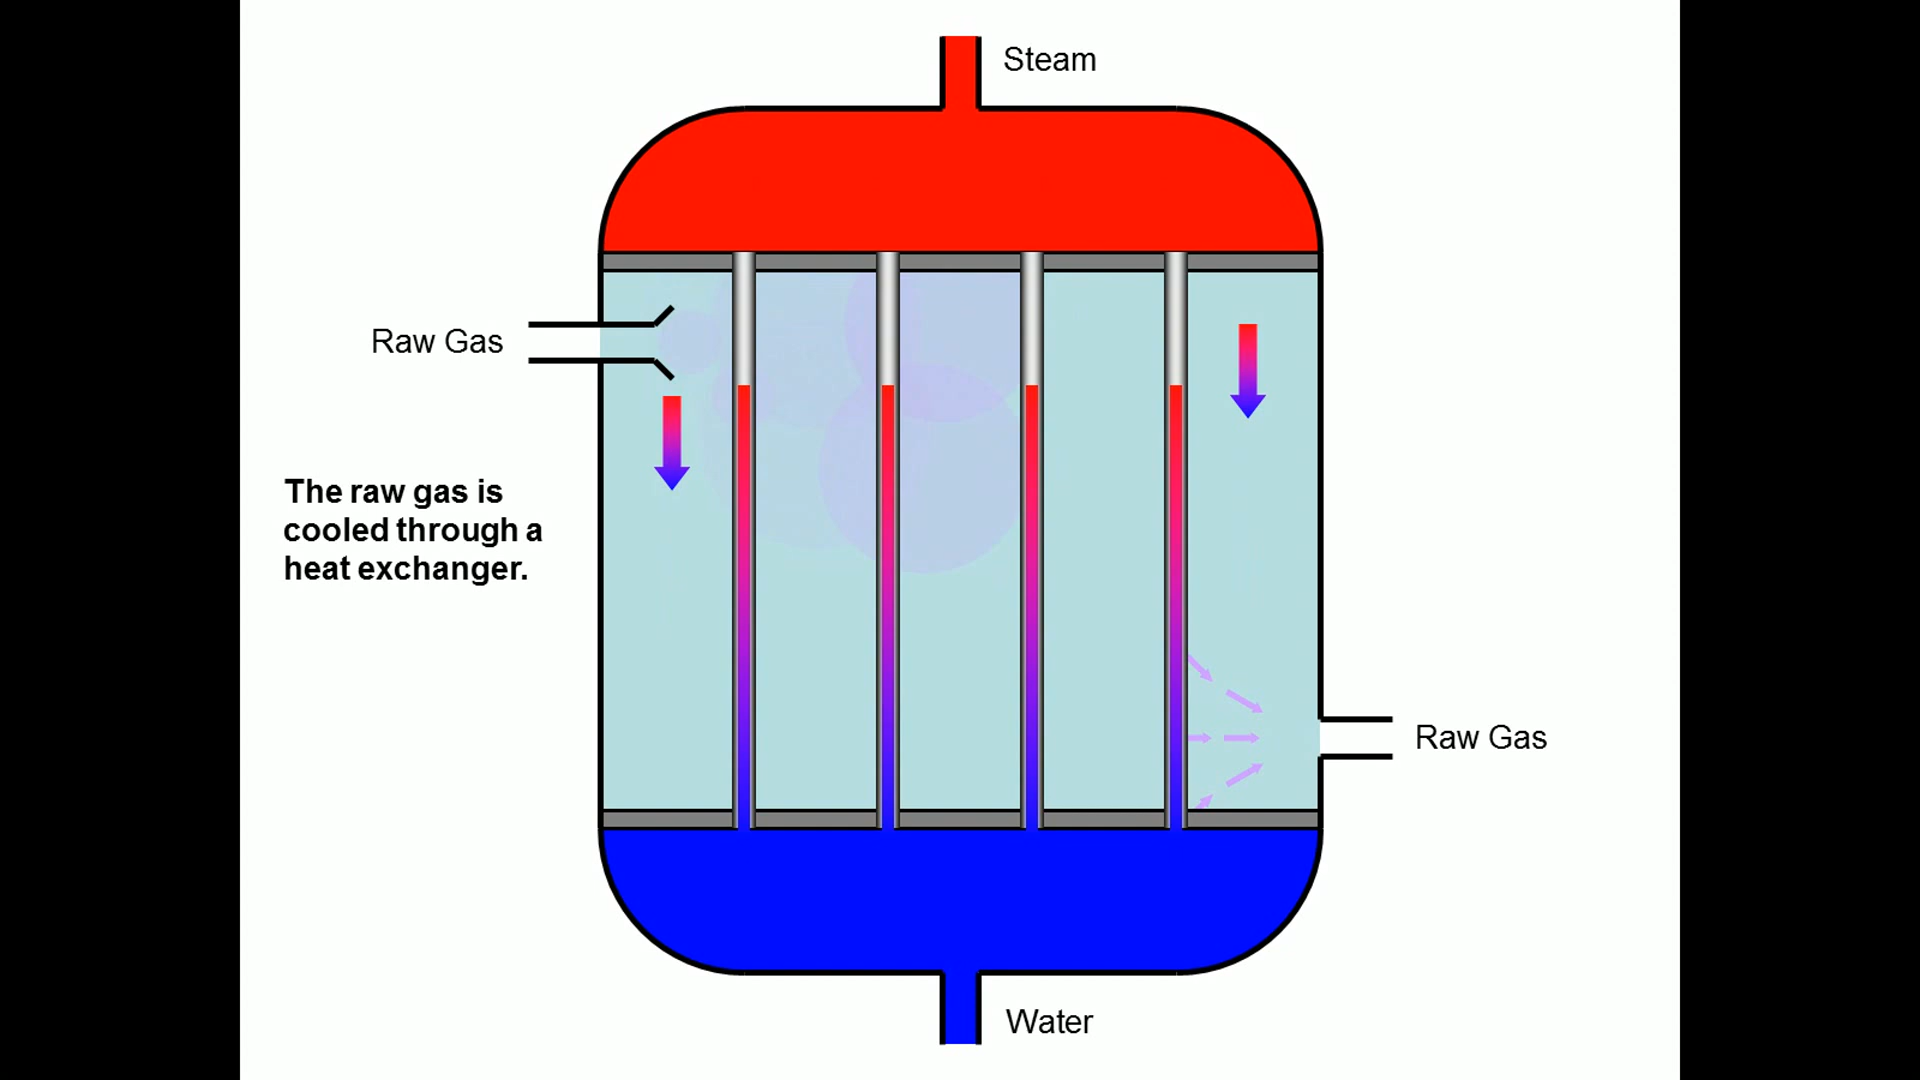 Steam
Raw Gas
The raw gas is
cooled through a
heat exchanger.
Raw Gas
Water